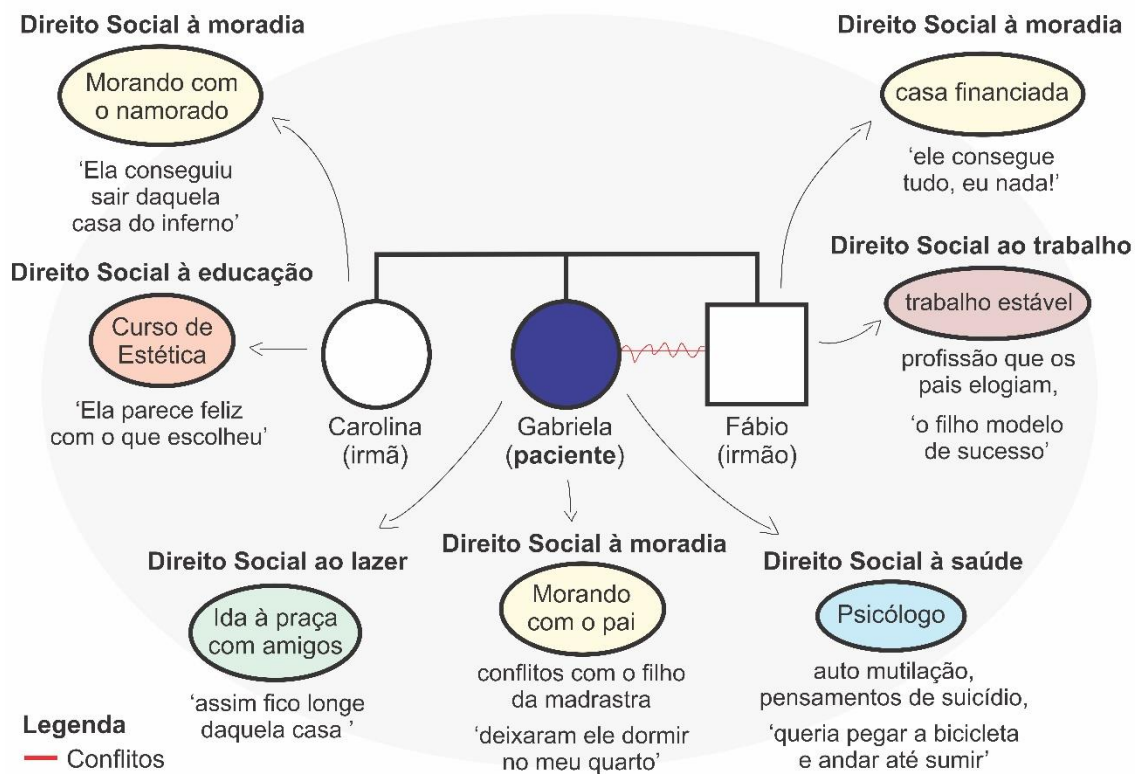 Direito Social à moradia
Morando com
o namorado
‘Ela conseguiu
sair daquela
casa do inferno’
Direito Social à moradia
casa financiada
‘ele consegue
tudo, eu nada!’
Direito Social à educação
Curso de
Estética
‘Ela parece feliz
com o que escolheu’
Direito Social ao trabalho
trabalho estável
profissão que os
pais elogiam,
‘o filho modelo
de sucesso’
Carolina
(irmã)
Gabriela
(paciente)
Fábio
(irmão)
Direito Social ao lazer
Ida à praça
com amigos
‘assim fico longe
daquela casa ’
Direito Social à moradia
Morando
com o pai
conflitos com o filho
da madrastra
‘deixaram ele dormir
no meu quarto’
Direito Social à saúde
Psicólogo
auto mutilação,
pensamentos de suicídio,
‘queria pegar a bicicleta
e andar até sumir’
Legenda
Conflitos